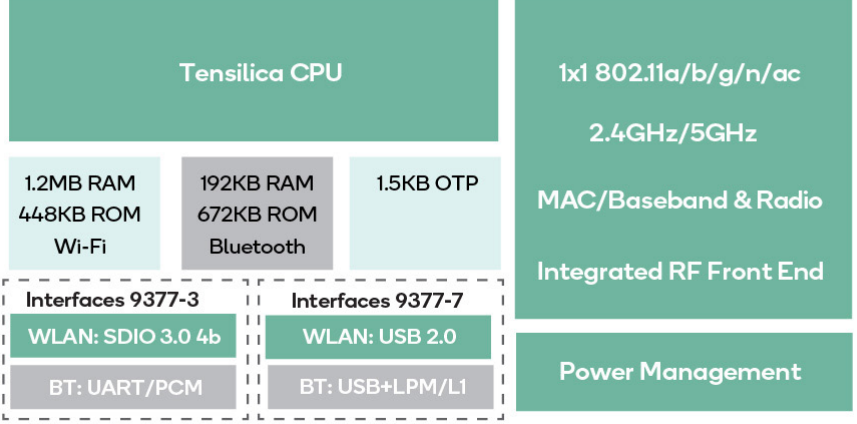 Tensilica CPU
1.2MB RAM
448KB ROM
Wi-Fi
192KB RAM
672KB ROM
Bluetooth
1.5KB OTP
Interfaces 9377-3
WLAN: SDIO 3.0 4b
BT: UART/PCM
Interfaces 9377-7
WLAN: USB 2.0
BT: USB+LPM/L1
1x1 802.11a/b/g/n/ac
2.4GHz/5GHz
MAC/Baseband & Radio
Integrated RF Front End
Power Management